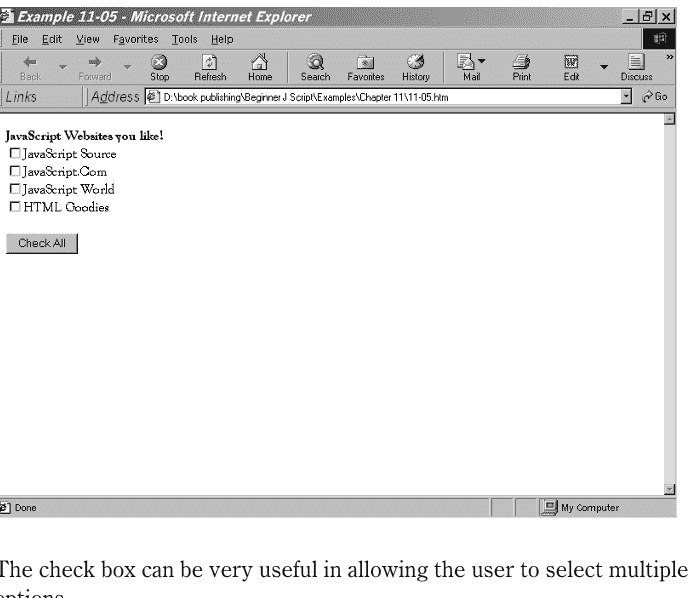 Example 11-05 - Microsoft Internet Explorer
File Edit View Favorites Tools Help
Back Forward Stop Refresh Home Search Favorites History Mail Print Edit Discuss
Links Address D:\book publishing\Beginner J Script\Examples\Chapter 11\11-05.htm Go
JavaScript Websites you like!
JavaScript Source
JavaScript.Com
JavaScript World
HTML Goodies
Check All
Done My Computer
The check box can be very useful in allowing the user to select multiple